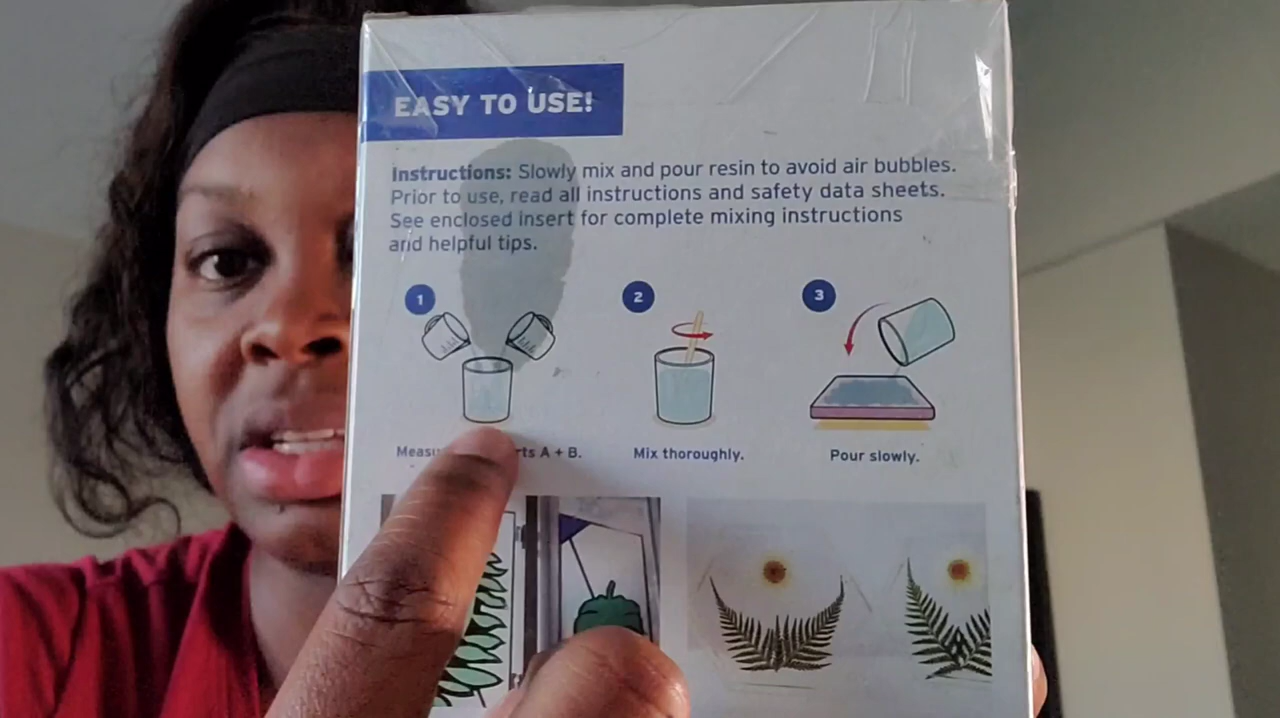 EASY TO USE!
Instructions: Slowly mix and pour resin to avoid air bubbles.
Prior to use, read all instructions and safety data sheets.
See enclosed insert for complete mixing instructions
and helpful tips.
1
2
3
A + B.
Mix thoroughly.
Pour slowly.